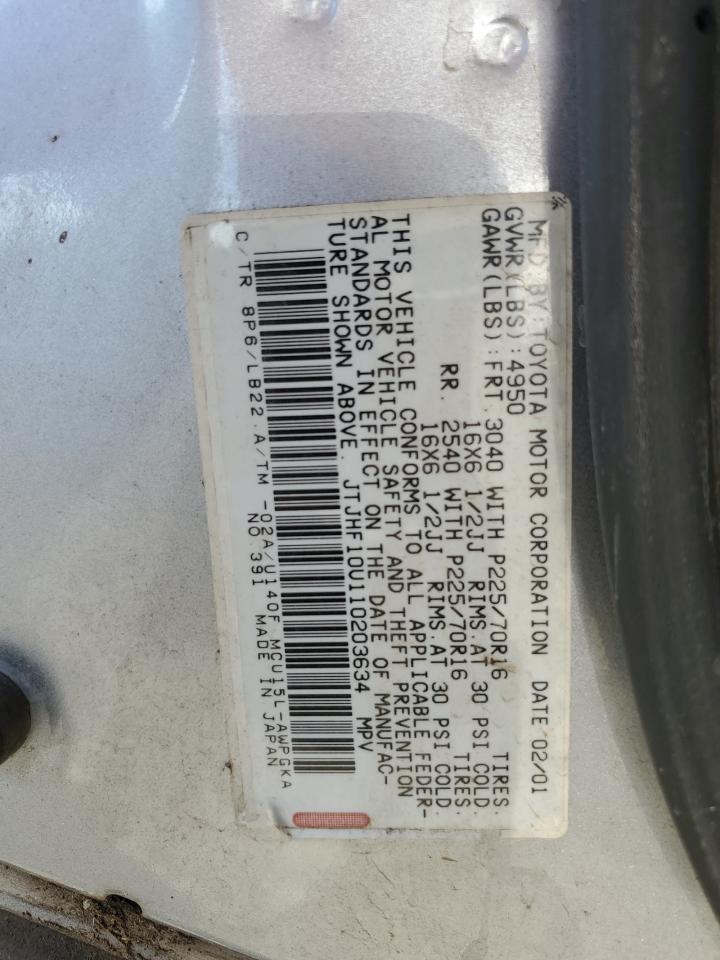 MFD BY: TOYOTA MOTOR CORPORATION DATE 02/01
GVWR(LBS): 4950
GAWR(LBS): FRT. 3040 WITH P225/70R16 TIRES.
16X6 1/2JJ RIMS.AT 30 PSI COLD.
RR. 2540 WITH P225/70R16 TIRES.
16X6 1/2JJ RIMS.AT 30 PSI COLD.
THIS VEHICLE CONFORMS TO ALL APPLICABLE FEDER-
AL MOTOR VEHICLE SAFETY AND THEFT PREVENTION
STANDARDS IN EFFECT ON THE DATE OF MANUFAC-
TURE SHOWN ABOVE. JTJHF10U110203634 MPV
C/TR 8P6/LB22.A/TM -02A/U140F MCU15L-AWPGKA
NO.391 MADE IN JAPAN